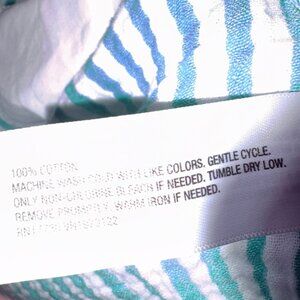 100% COTTON
MACHINE WASH COLD WITH LIKE COLORS. GENTLE CYCLE.
ONLY NON-CHLORINE BLEACH IF NEEDED. TUMBLE DRY LOW.
REMOVE PROMPTLY. WARM IRON IF NEEDED.